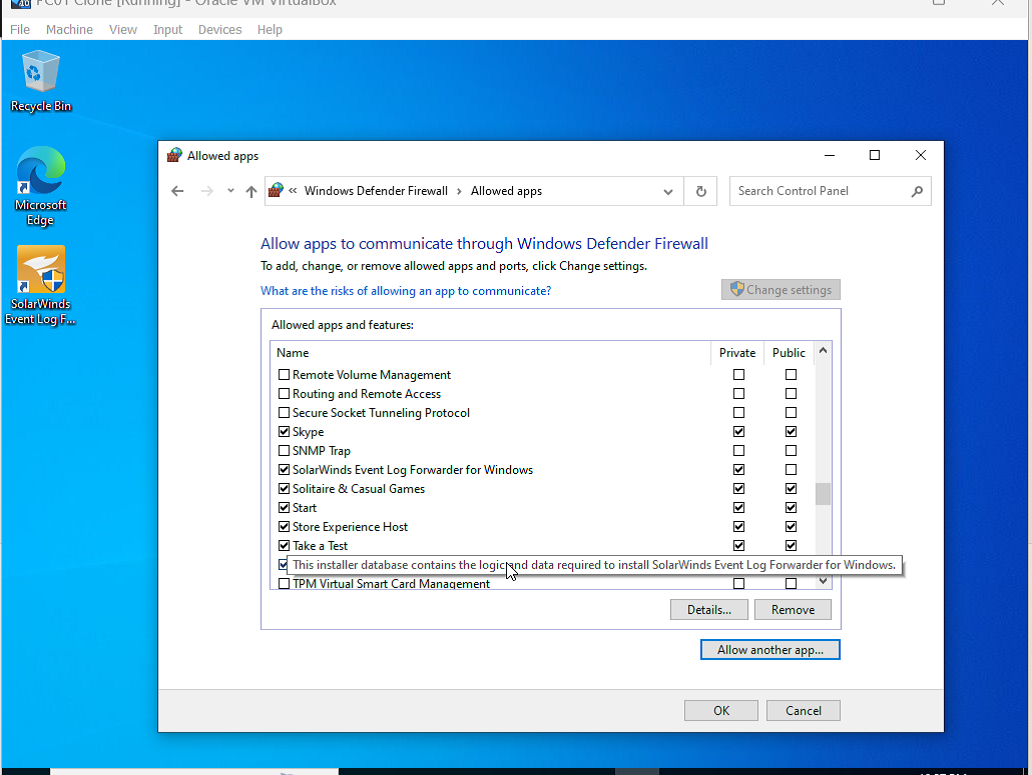 PC01 Clone [Running] - Oracle VM VirtualBox
File Machine View Input Devices Help
Recycle Bin
Microsoft
Edge
SolarWinds
Event Log F...
Allowed apps
« Windows Defender Firewall › Allowed apps
Search Control Panel
Allow apps to communicate through Windows Defender Firewall
To add, change, or remove allowed apps and ports, click Change settings.
What are the risks of allowing an app to communicate?
Change settings
Allowed apps and features:
Name Private Public
Remote Volume Management
Routing and Remote Access
Secure Socket Tunneling Protocol
Skype
SNMP Trap
SolarWinds Event Log Forwarder for Windows
Solitaire & Casual Games
Start
Store Experience Host
Take a Test
This installer database contains the logic and data required to install SolarWinds Event Log Forwarder for Windows.
TPM Virtual Smart Card Management
Details... Remove
Allow another app...
OK Cancel